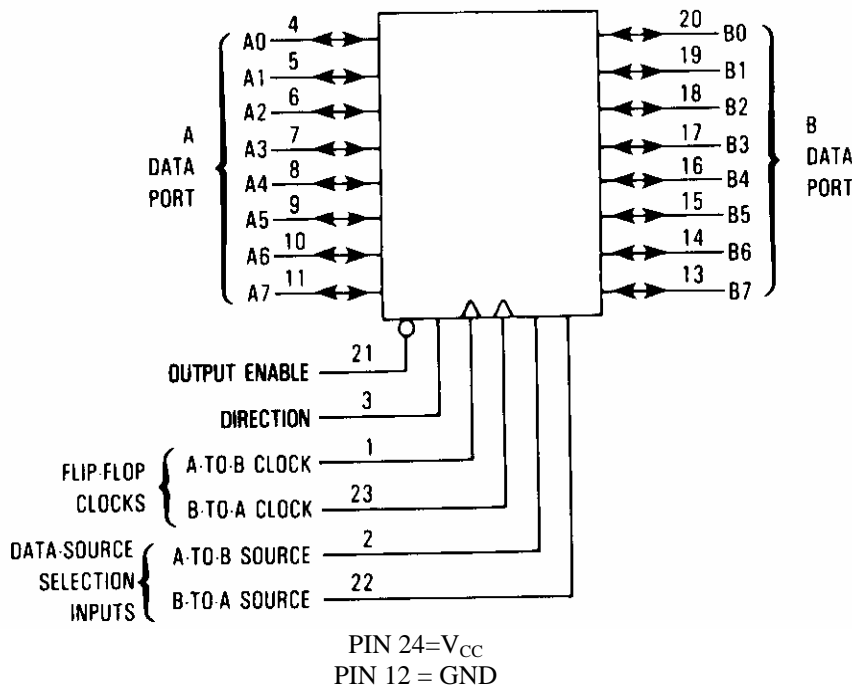 A0 4 20 B0
A1 5 19 B1
A2 6 18 B2
A3 7 17 B3
A4 8 16 B4
A5 9 15 B5
A6 10 14 B6
A7 11 13 B7
A
DATA
PORT
B
DATA
PORT
OUTPUT ENABLE 21
DIRECTION 3
FLIP-FLOP
CLOCKS
A-TO-B CLOCK 1
B-TO-A CLOCK 23
DATA-SOURCE
SELECTION
INPUTS
A-TO-B SOURCE 2
B-TO-A SOURCE 22
PIN 24=VCC
PIN 12 = GND